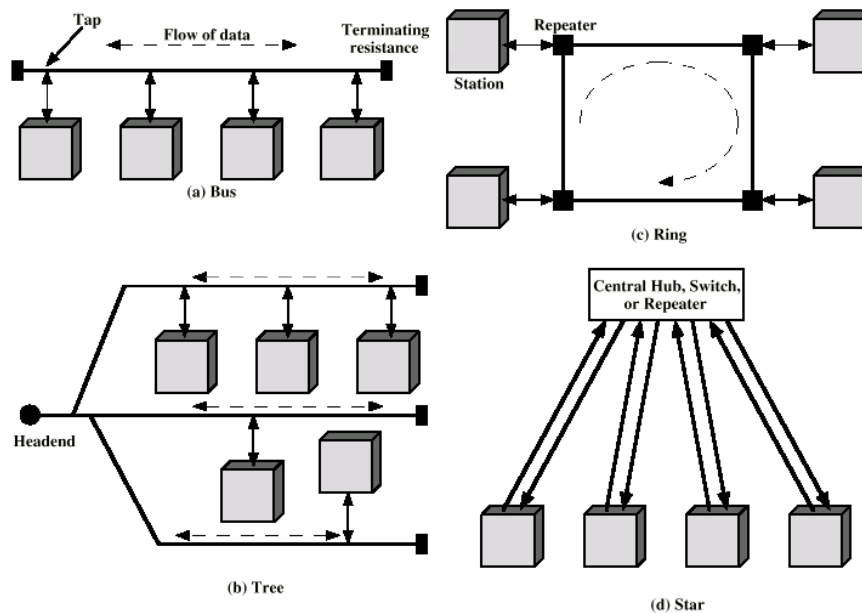 Tap
Flow of data
Terminating
resistance
(a) Bus
Repeater
Station
(c) Ring
Headend
(b) Tree
Central Hub, Switch,
or Repeater
(d) Star